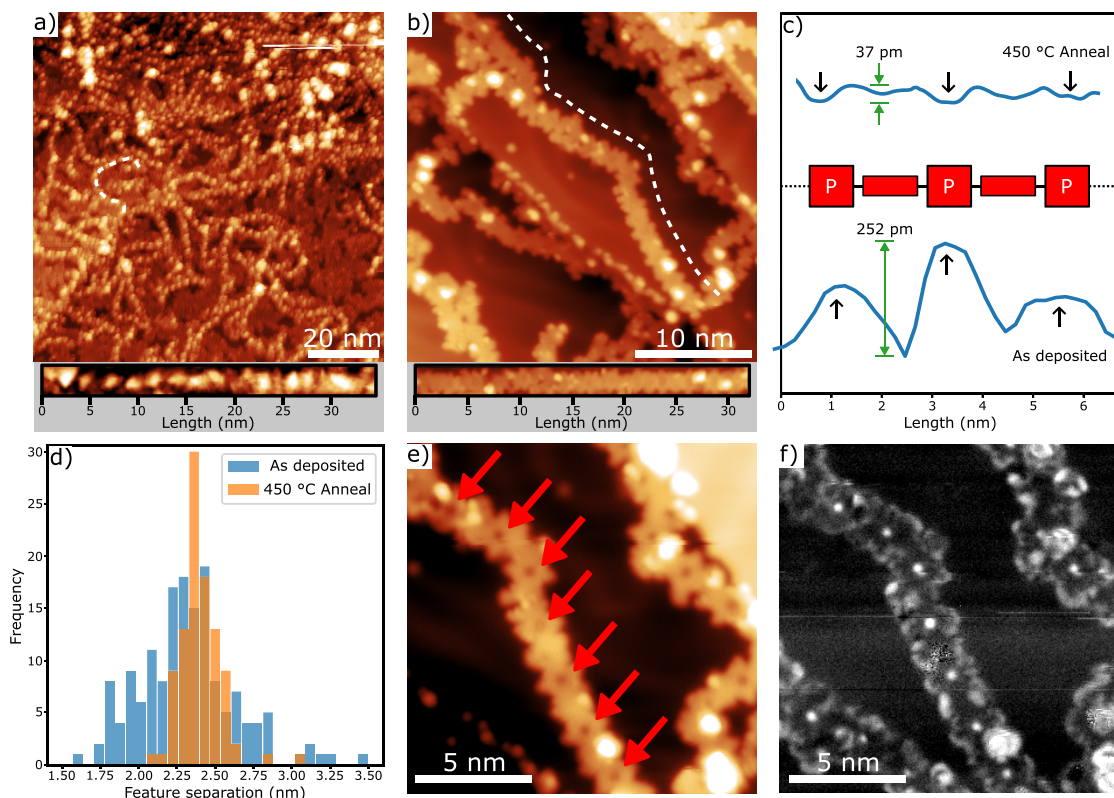 a)
20 nm
0 5 10 15 20 25 30
Length (nm)
b)
10 nm
0 5 10 15 20 25 30
Length (nm)
c)
37 pm
450 °C Anneal
P P P
252 pm
As deposited
0 1 2 3 4 5 6
Length (nm)
d)
As deposited
450 °C Anneal
Frequency
30
25
20
15
10
5
0
1.50 1.75 2.00 2.25 2.50 2.75 3.00 3.25 3.50
Feature separation (nm)
e)
5 nm
f)
5 nm